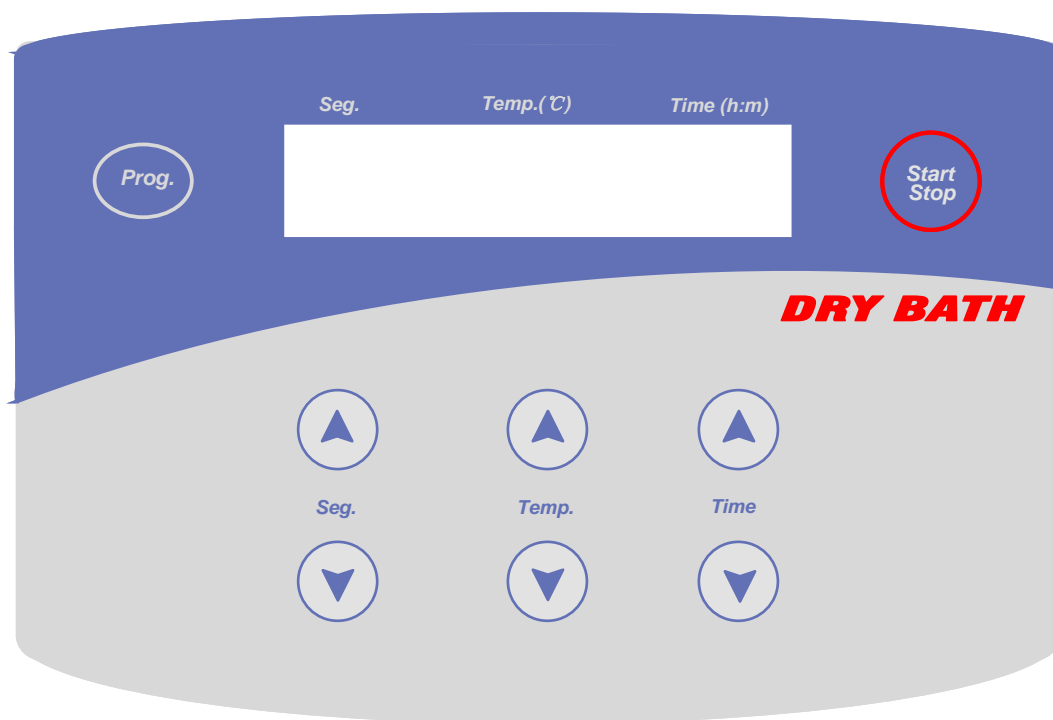 Seg. Temp.(℃) Time (h:m)
Prog.
Start
Stop
DRY BATH
Seg. Temp. Time